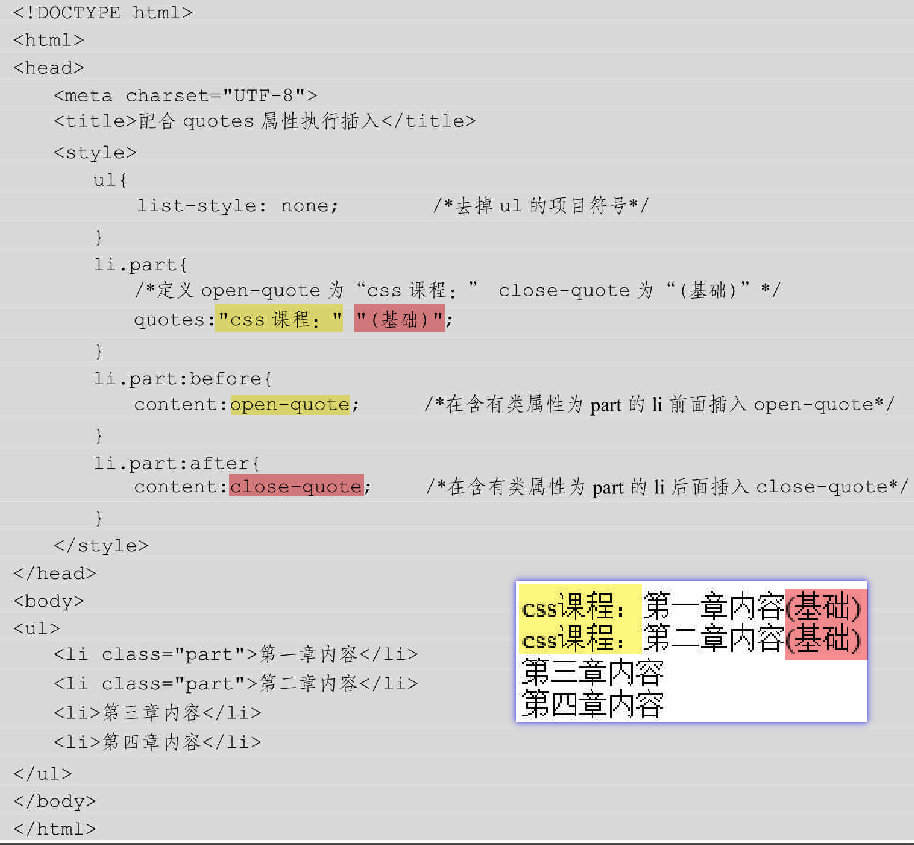 <!DOCTYPE html>
<html>
<head>
<meta charset="UTF-8">
<title>配合 quotes 属性执行插入</title>
<style>
ul{
list-style: none; /*去掉 ul 的项目符号*/
}
li.part{
/*定义 open-quote 为“css 课程：” close-quote 为“(基础)”*/
quotes:"css 课程：" "(基础)";
}
li.part:before{
content:open-quote; /*在含有类属性为 part 的 li 前面插入 open-quote*/
}
li.part:after{
content:close-quote; /*在含有类属性为 part 的 li 后面插入 close-quote*/
}
</style>
</head>
<body>
<ul>
<li class="part">第一章内容</li>
<li class="part">第二章内容</li>
<li>第三章内容</li>
<li>第四章内容</li>
</ul>
</body>
</html>
css课程：第一章内容(基础)
css课程：第二章内容(基础)
第三章内容
第四章内容